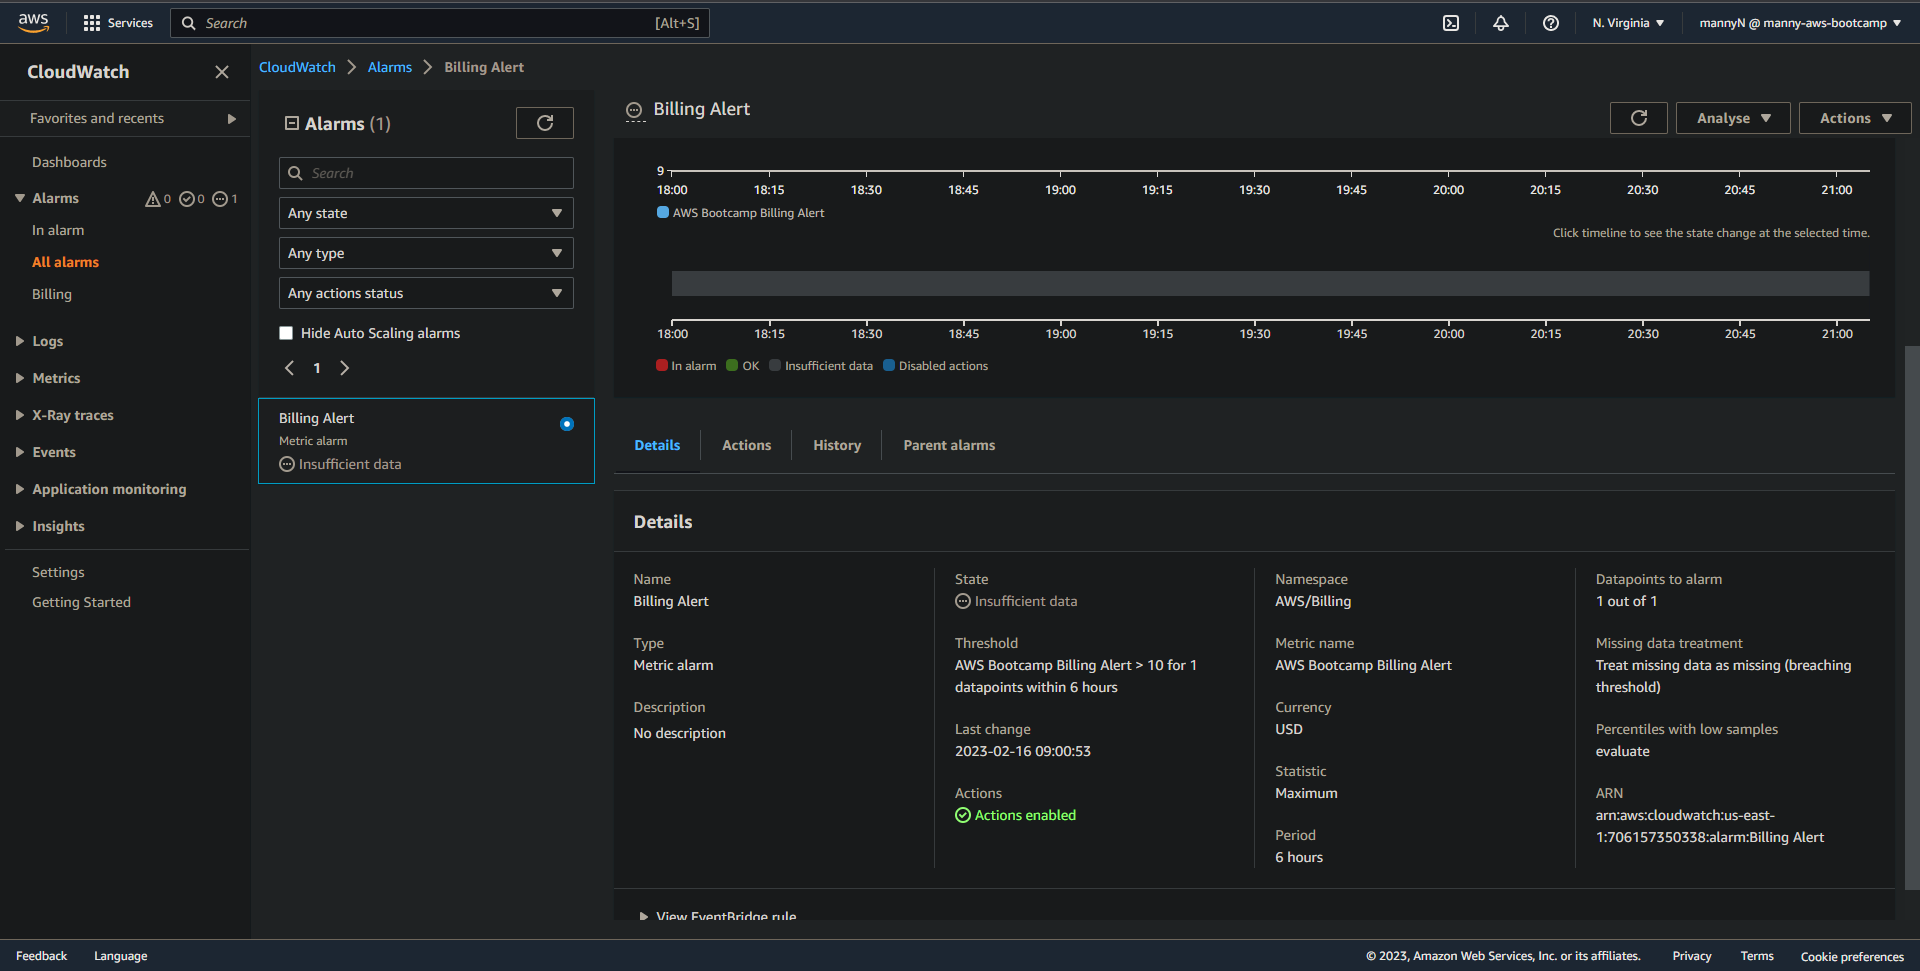 aws
Services
Search
[Alt+S]
N. Virginia
mannyN @ manny-aws-bootcamp
CloudWatch
Favorites and recents
Dashboards
Alarms
0
0
1
In alarm
All alarms
Billing
Logs
Metrics
X-Ray traces
Events
Application monitoring
Insights
Settings
Getting Started
CloudWatch
Alarms
Billing Alert
Alarms (1)
Search
Any state
Any type
Any actions status
Hide Auto Scaling alarms
1
Billing Alert
Metric alarm
Insufficient data
Billing Alert
Analyse
Actions
9
18:00 18:15 18:30 18:45 19:00 19:15 19:30 19:45 20:00 20:15 20:30 20:45 21:00
AWS Bootcamp Billing Alert
Click timeline to see the state change at the selected time.
18:00 18:15 18:30 18:45 19:00 19:15 19:30 19:45 20:00 20:15 20:30 20:45 21:00
In alarm OK Insufficient data Disabled actions
Details
Actions
History
Parent alarms
Details
Name
Billing Alert
Type
Metric alarm
Description
No description
State
Insufficient data
Threshold
AWS Bootcamp Billing Alert > 10 for 1
datapoints within 6 hours
Last change
2023-02-16 09:00:53
Actions
Actions enabled
Namespace
AWS/Billing
Metric name
AWS Bootcamp Billing Alert
Currency
USD
Statistic
Maximum
Period
6 hours
Datapoints to alarm
1 out of 1
Missing data treatment
Treat missing data as missing (breaching
threshold)
Percentiles with low samples
evaluate
ARN
arn:aws:cloudwatch:us-east-
1:706157350338:alarm:Billing Alert
View EventBridge rule
Feedback
Language
© 2023, Amazon Web Services, Inc. or its affiliates.
Privacy
Terms
Cookie preferences